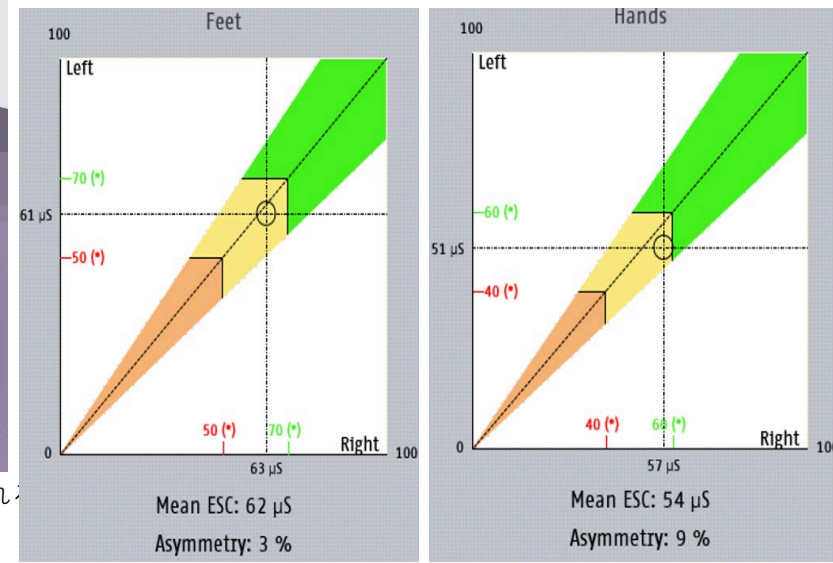 Feet
100
Left
70 (*)
61 µS
50 (*)
50 (*)
70 (*)
0
Right
100
63 µS
Mean ESC: 62 µS
Asymmetry: 3 %
Hands
100
Left
60 (*)
51 µS
40 (*)
40 (*)
60 (*)
0
Right
57 µS
Mean ESC: 54 µS
Asymmetry: 9 %